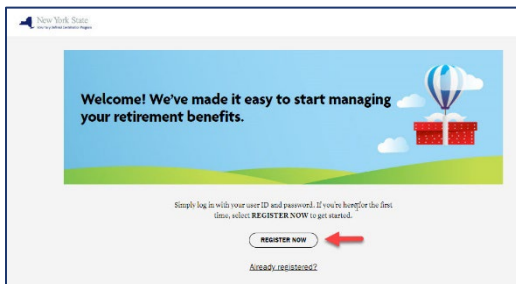 New York State
Welcome! We've made it easy to start managing
your retirement benefits.
Simply log in with your user ID and password. If you're here for the first
time, select REGISTER NOW to get started.
REGISTER NOW
Already registered?